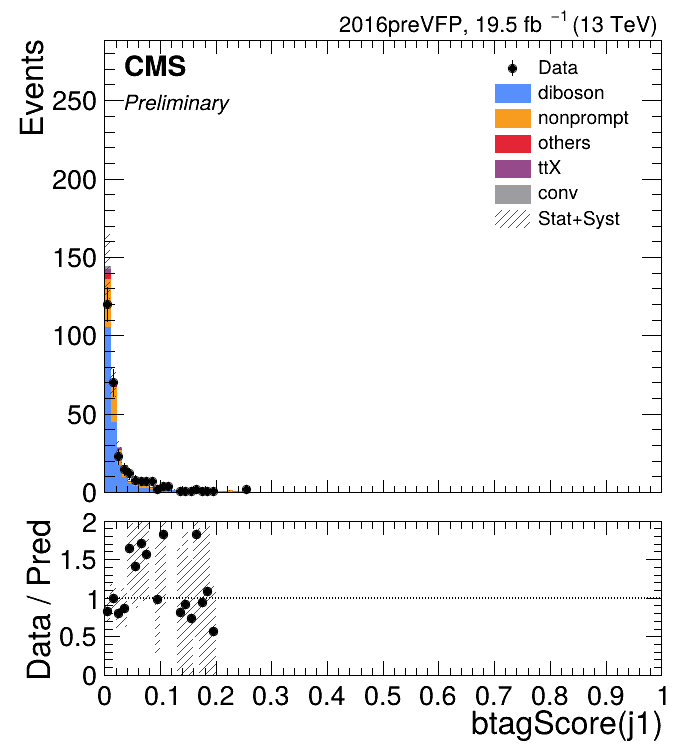 2016preVFP, 19.5 fb⁻¹ (13 TeV)
CMS
Preliminary
Events
Data
diboson
nonprompt
others
ttX
conv
Stat+Syst
250
200
150
100
50
0
Data / Pred
2
1.5
1
0.5
0
0 0.1 0.2 0.3 0.4 0.5 0.6 0.7 0.8 0.9 1
btagScore(j1)